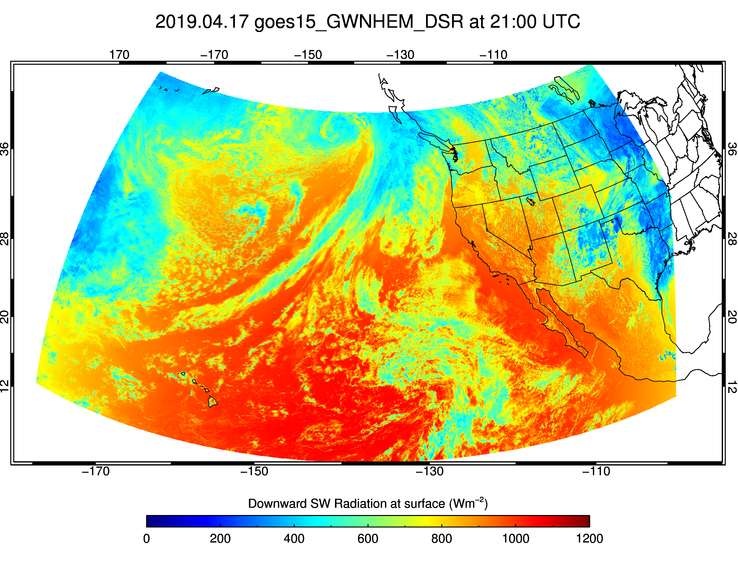 2019.04.17 goes15_GWNHEM_DSR at 21:00 UTC
170 −170 −150 −130 −110
36 36
28 28
20 20
12 12
−170 −150 −130 −110
Downward SW Radiation at surface (Wm⁻²)
0 200 400 600 800 1000 1200